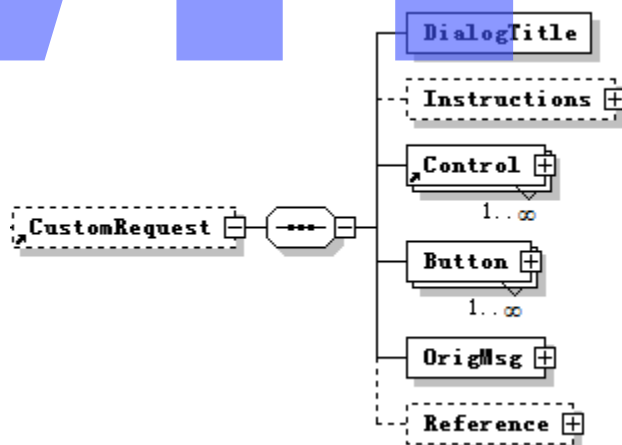 DialogTitle
Instructions
Control
1..∞
CustomRequest
Button
1..∞
OrigMsg
Reference